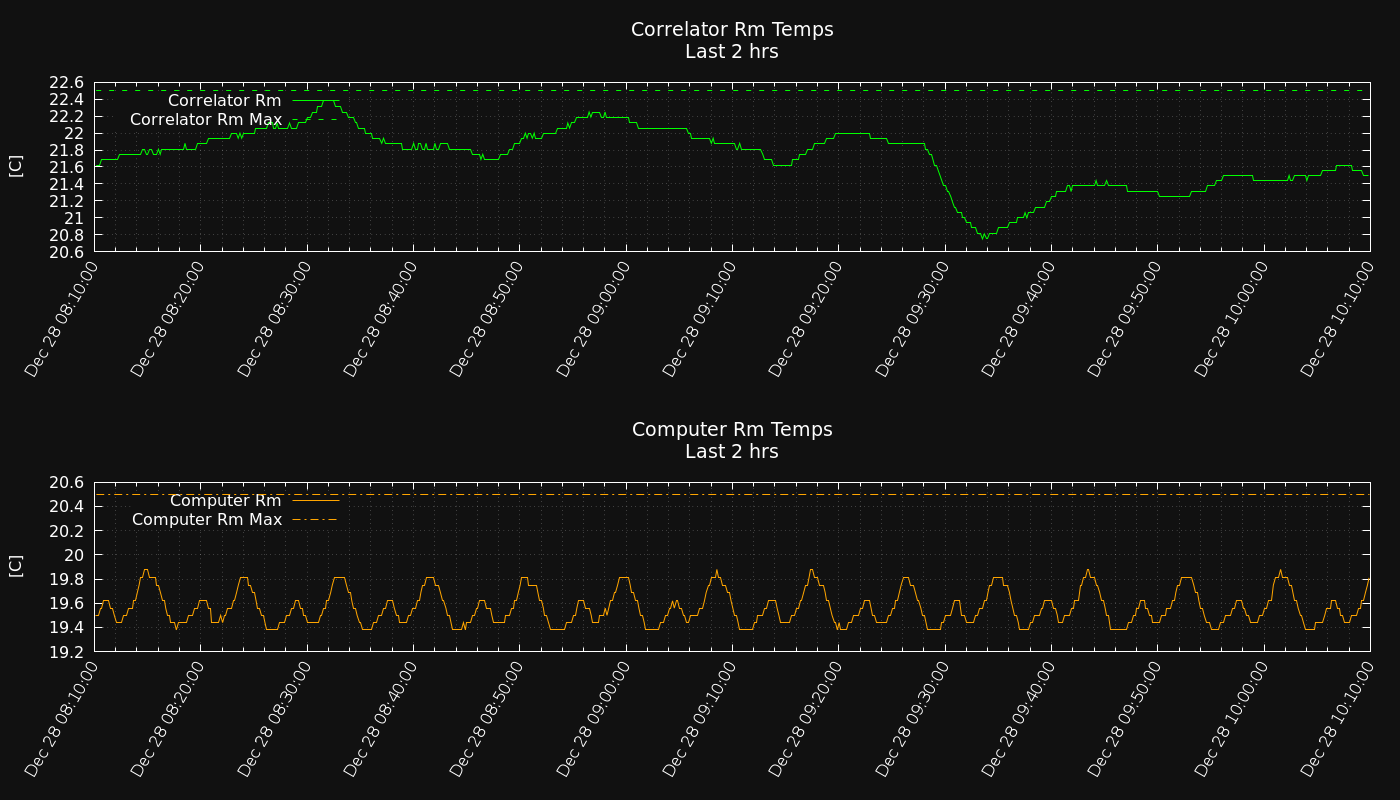 Correlator Rm Temps
Last 2 hrs
22.6
22.4
22.2
22
21.8
21.6
21.4
21.2
21
20.8
20.6
[C]
Correlator Rm
Correlator Rm Max
Dec 28 08:10:00
Dec 28 08:20:00
Dec 28 08:30:00
Dec 28 08:40:00
Dec 28 08:50:00
Dec 28 09:00:00
Dec 28 09:10:00
Dec 28 09:20:00
Dec 28 09:30:00
Dec 28 09:40:00
Dec 28 09:50:00
Dec 28 10:00:00
Dec 28 10:10:00
Computer Rm Temps
Last 2 hrs
20.6
20.4
20.2
20
19.8
19.6
19.4
19.2
[C]
Computer Rm
Computer Rm Max
Dec 28 08:10:00
Dec 28 08:20:00
Dec 28 08:30:00
Dec 28 08:40:00
Dec 28 08:50:00
Dec 28 09:00:00
Dec 28 09:10:00
Dec 28 09:20:00
Dec 28 09:30:00
Dec 28 09:40:00
Dec 28 09:50:00
Dec 28 10:00:00
Dec 28 10:10:00